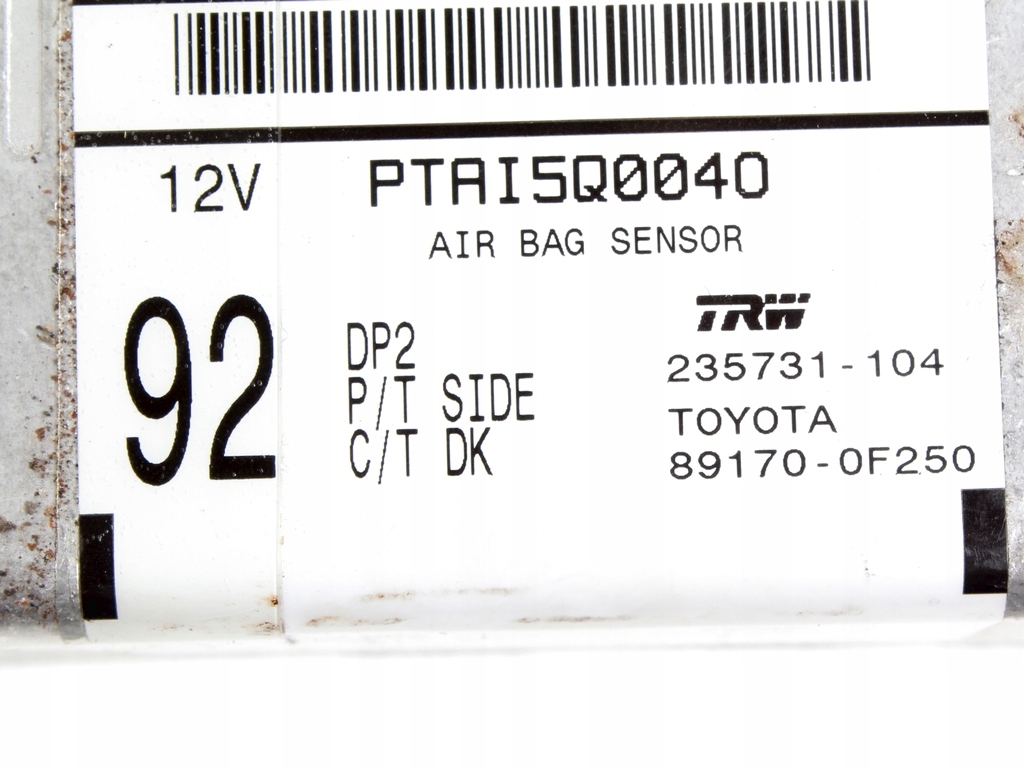 12V PTAI5Q0040
AIR BAG SENSOR
92
DP2
P/T SIDE
C/T DK
TRW
235731-104
TOYOTA
89170-0F250